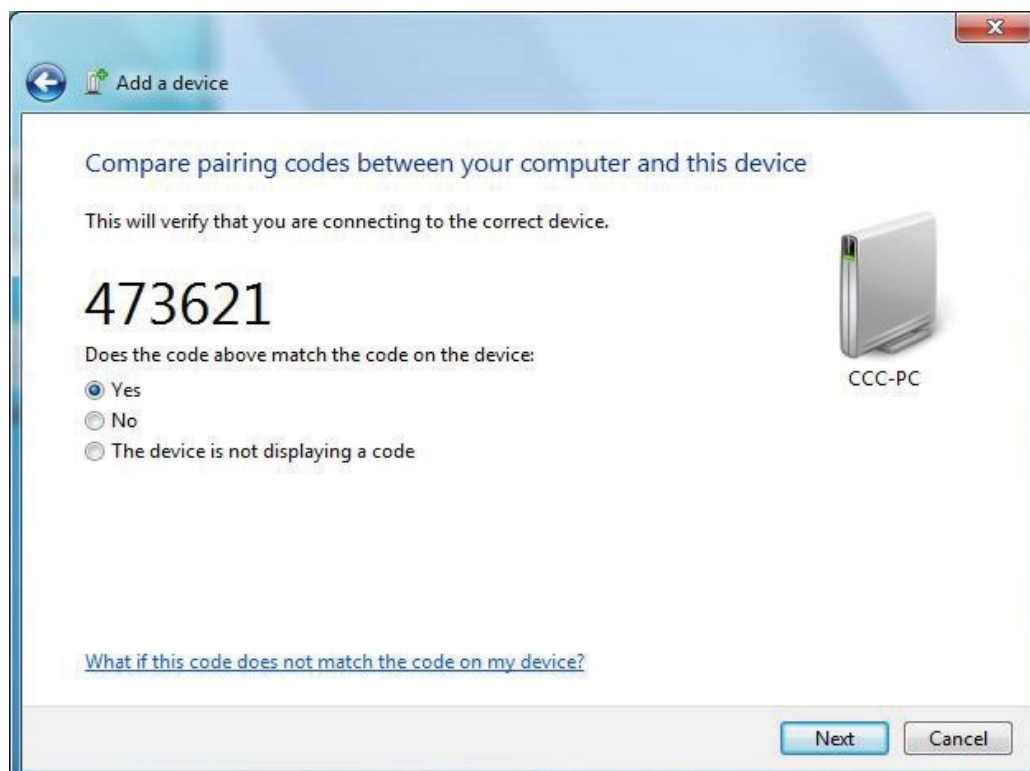 Add a device
Compare pairing codes between your computer and this device
This will verify that you are connecting to the correct device.
473621
Does the code above match the code on the device:
Yes
No
The device is not displaying a code
CCC-PC
What if this code does not match the code on my device?
Next
Cancel